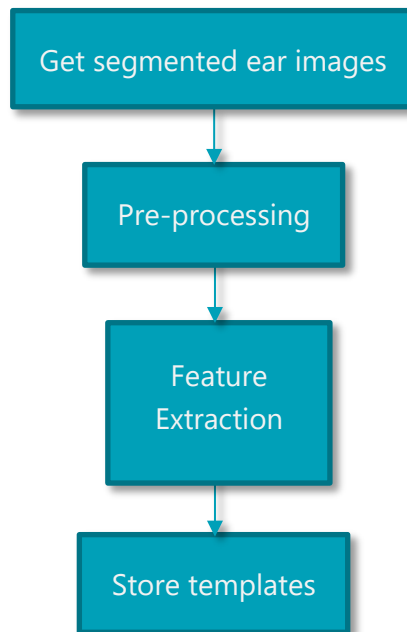 Get segmented ear images
Pre-processing
Feature
Extraction
Store templates